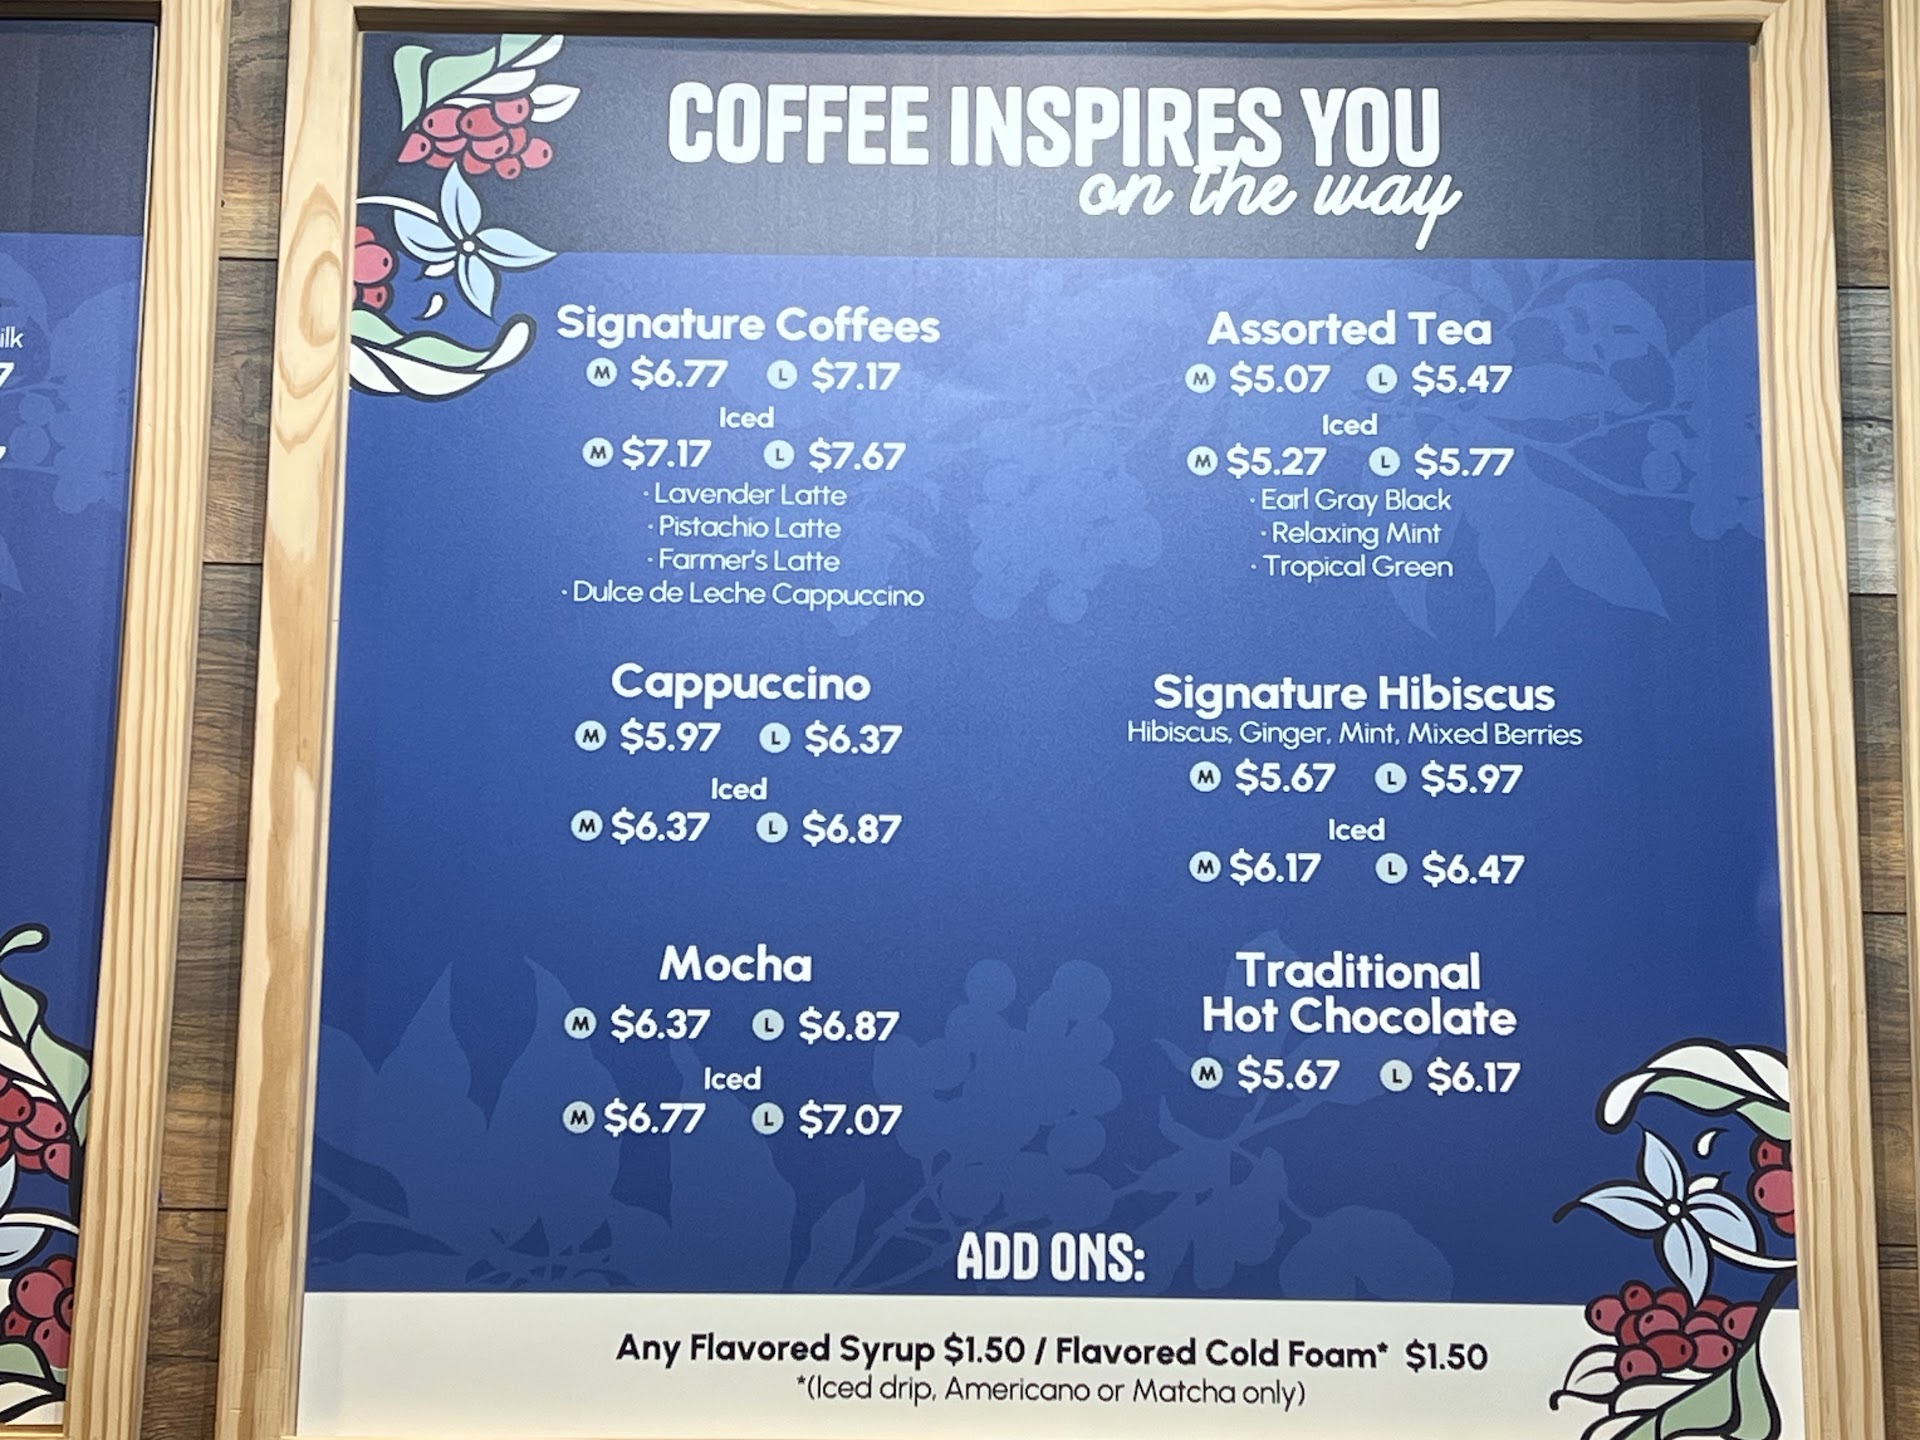 COFFEE INSPIRES YOU
on the way
Signature Coffees
M $6.77 L $7.17
Iced
M $7.17 L $7.67
· Lavender Latte
· Pistachio Latte
· Farmer's Latte
· Dulce de Leche Cappuccino
Cappuccino
M $5.97 L $6.37
Iced
M $6.37 L $6.87
Mocha
M $6.37 L $6.87
Iced
M $6.77 L $7.07
Assorted Tea
M $5.07 L $5.47
Iced
M $5.27 L $5.77
· Earl Gray Black
· Relaxing Mint
· Tropical Green
Signature Hibiscus
Hibiscus, Ginger, Mint, Mixed Berries
M $5.67 L $5.97
Iced
M $6.17 L $6.47
Traditional
Hot Chocolate
M $5.67 L $6.17
ADD ONS:
Any Flavored Syrup $1.50 / Flavored Cold Foam* $1.50
*(Iced drip, Americano or Matcha only)